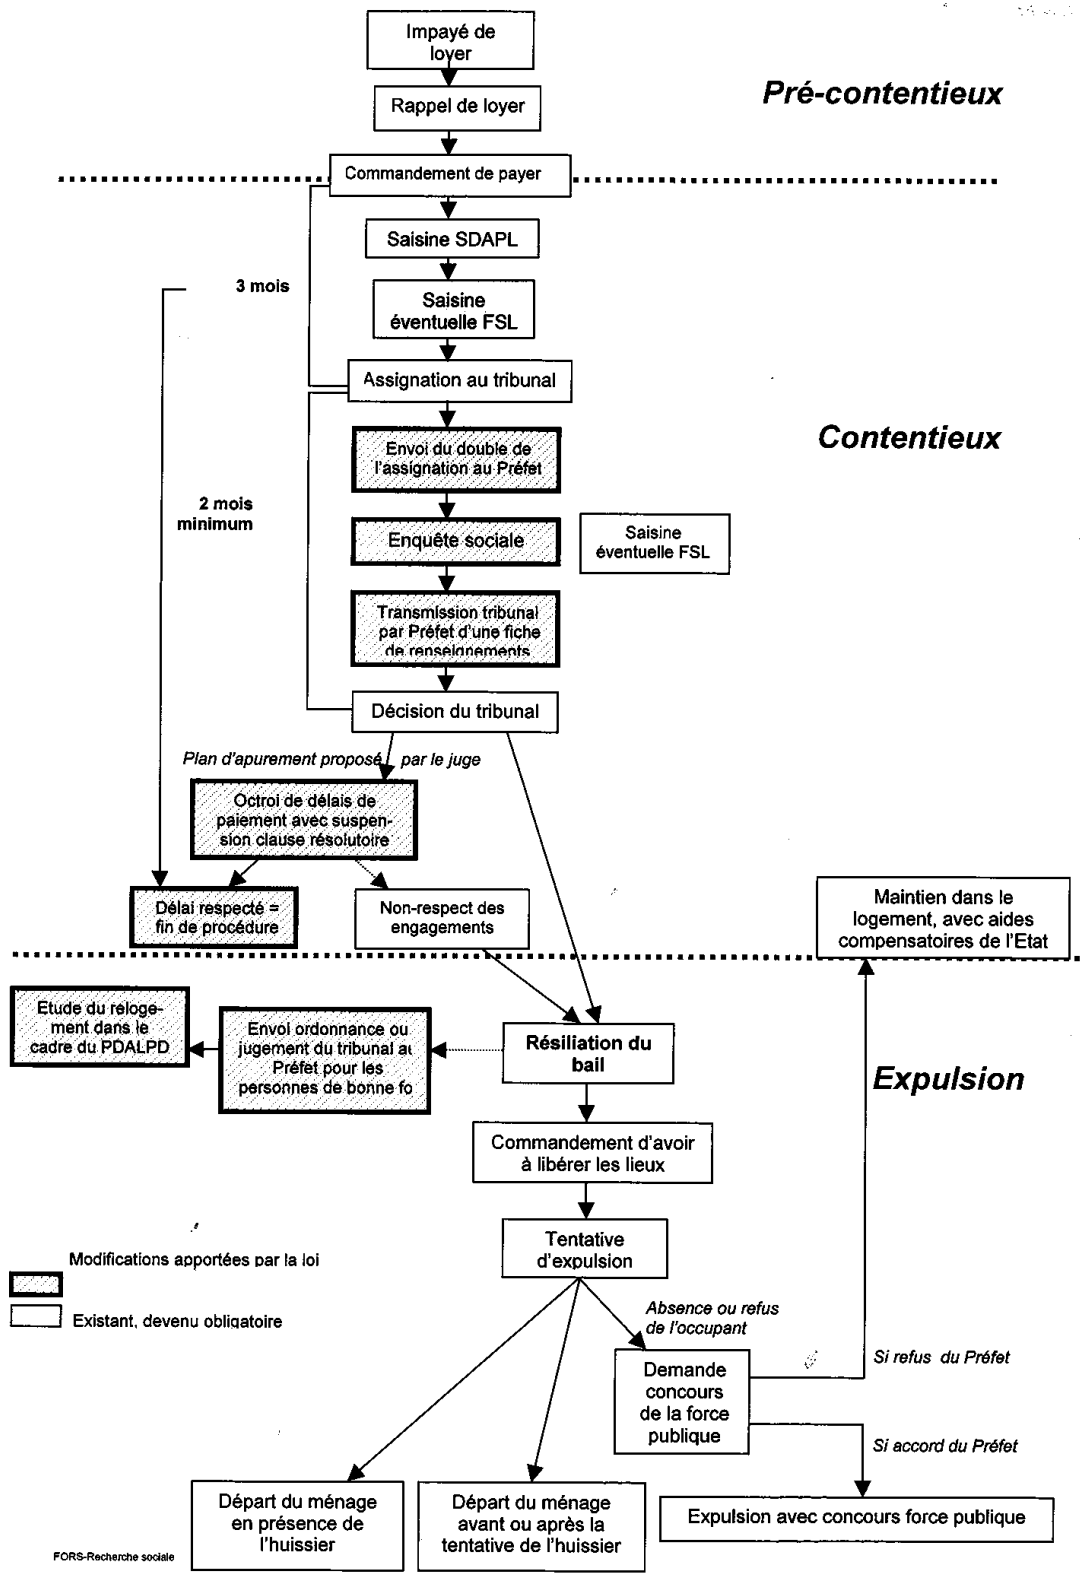 Impayé de
loyer
Pré-contentieux
Rappel de loyer
Commandement de payer
Saisine SDAPL
3 mois
Saisine
éventuelle FSL
Assignation au tribunal
Contentieux
Envoi du double de
l'assignation au Préfet
2 mois
minimum
Enquête sociale
Saisine
éventuelle FSL
Transmission tribunal
par Préfet d'une fiche
de renseignements
Décision du tribunal
Plan d'apurement proposé par le juge
Octroi de délais de
paiement avec suspen-
sion clause résolutoire
Délai respecté =
fin de procédure
Non-respect des
engagements
Maintien dans le
logement, avec aides
compensatoires de l'Etat
Etude du reloge-
ment dans le
cadre du PDALPD
Envoi ordonnance ou
jugement du tribunal au
Préfet pour les
personnes de bonne fo
Résiliation du
bail
Expulsion
Commandement d'avoir
à libérer les lieux
Tentative
d'expulsion
Modifications apportées par la loi
Existant, devenu obligatoire
Absence ou refus
de l'occupant
Demande
concours
de la force
publique
Si refus du Préfet
Si accord du Préfet
Départ du ménage
en présence de
l'huissier
Départ du ménage
avant ou après la
tentative de l'huissier
Expulsion avec concours force publique
FORS-Recherche sociale